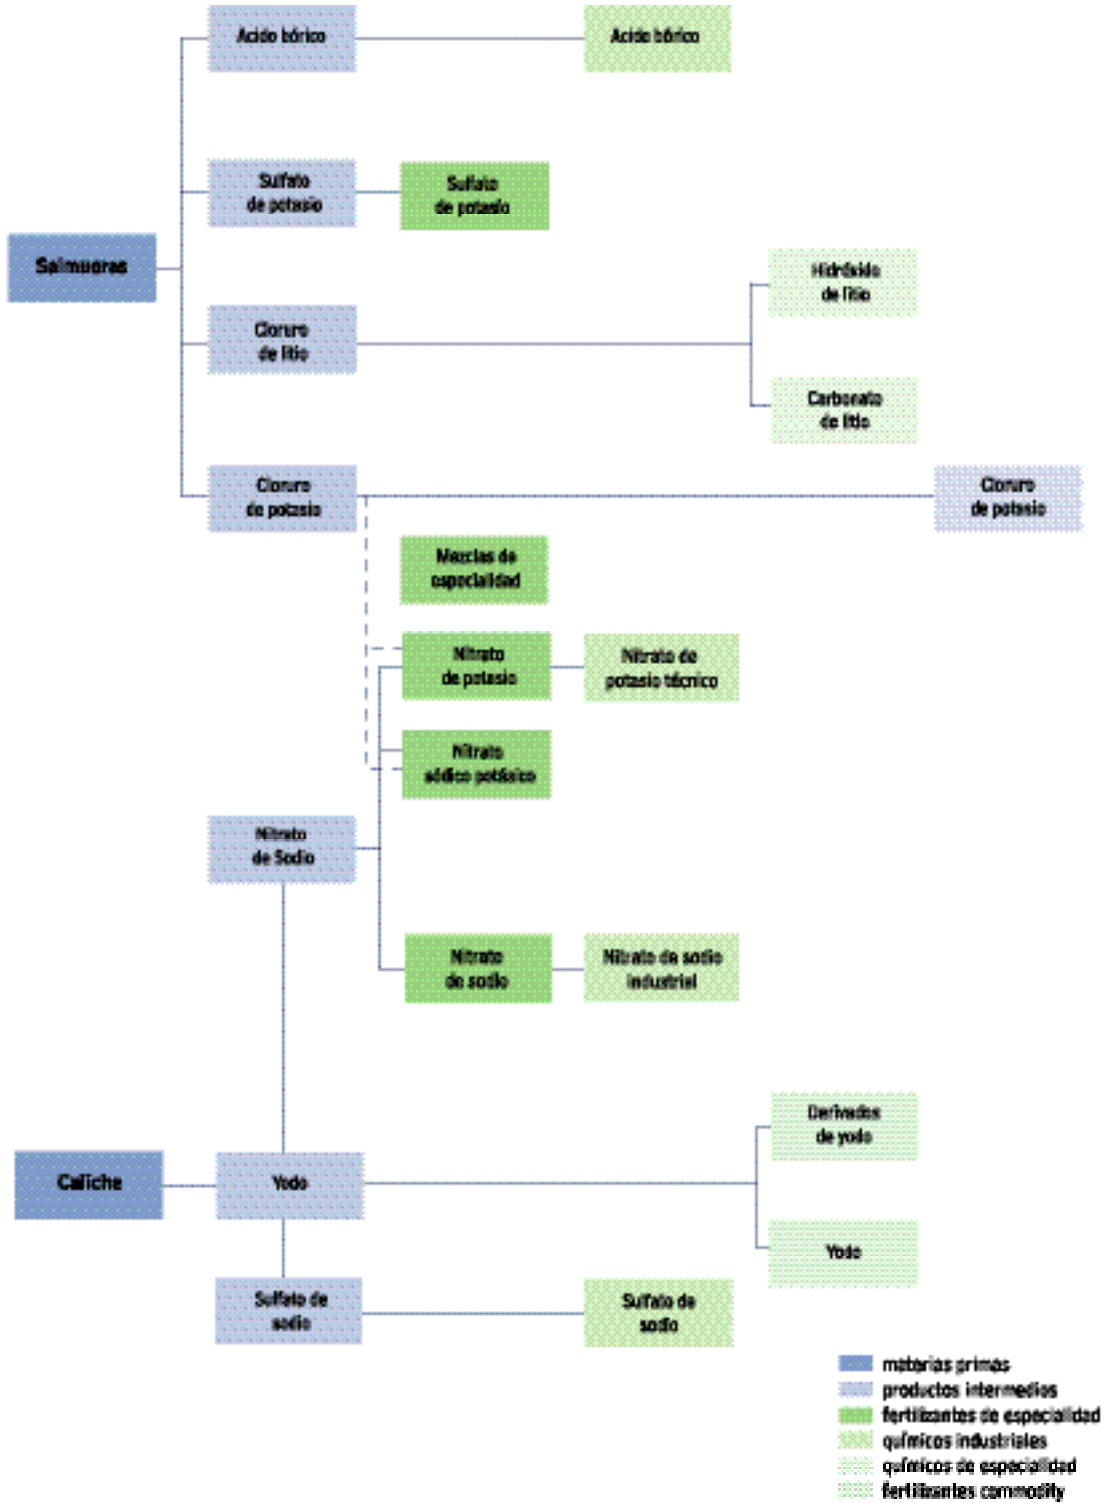 Acido bórico
Acido bórico
Sulfato
de potasio
Sulfato
de potasio
Salmueras
Hidróxido
de litio
Cloruro
de litio
Carbonato
de litio
Cloruro
de potasio
Cloruro
de potasio
Mezclas de
especialidad
Nitrato
de potasio
Nitrato de
potasio técnico
Nitrato
sódico potásico
Nitrato
de Sodio
Nitrato
de sodio
Nitrato de sodio
industrial
Derivados
de yodo
Caliche
Yodo
Yodo
Sulfato de
sodio
Sulfato de
sodio
materias primas
productos intermedios
fertilizantes de especialidad
químicos industriales
químicos de especialidad
fertilizantes commodity